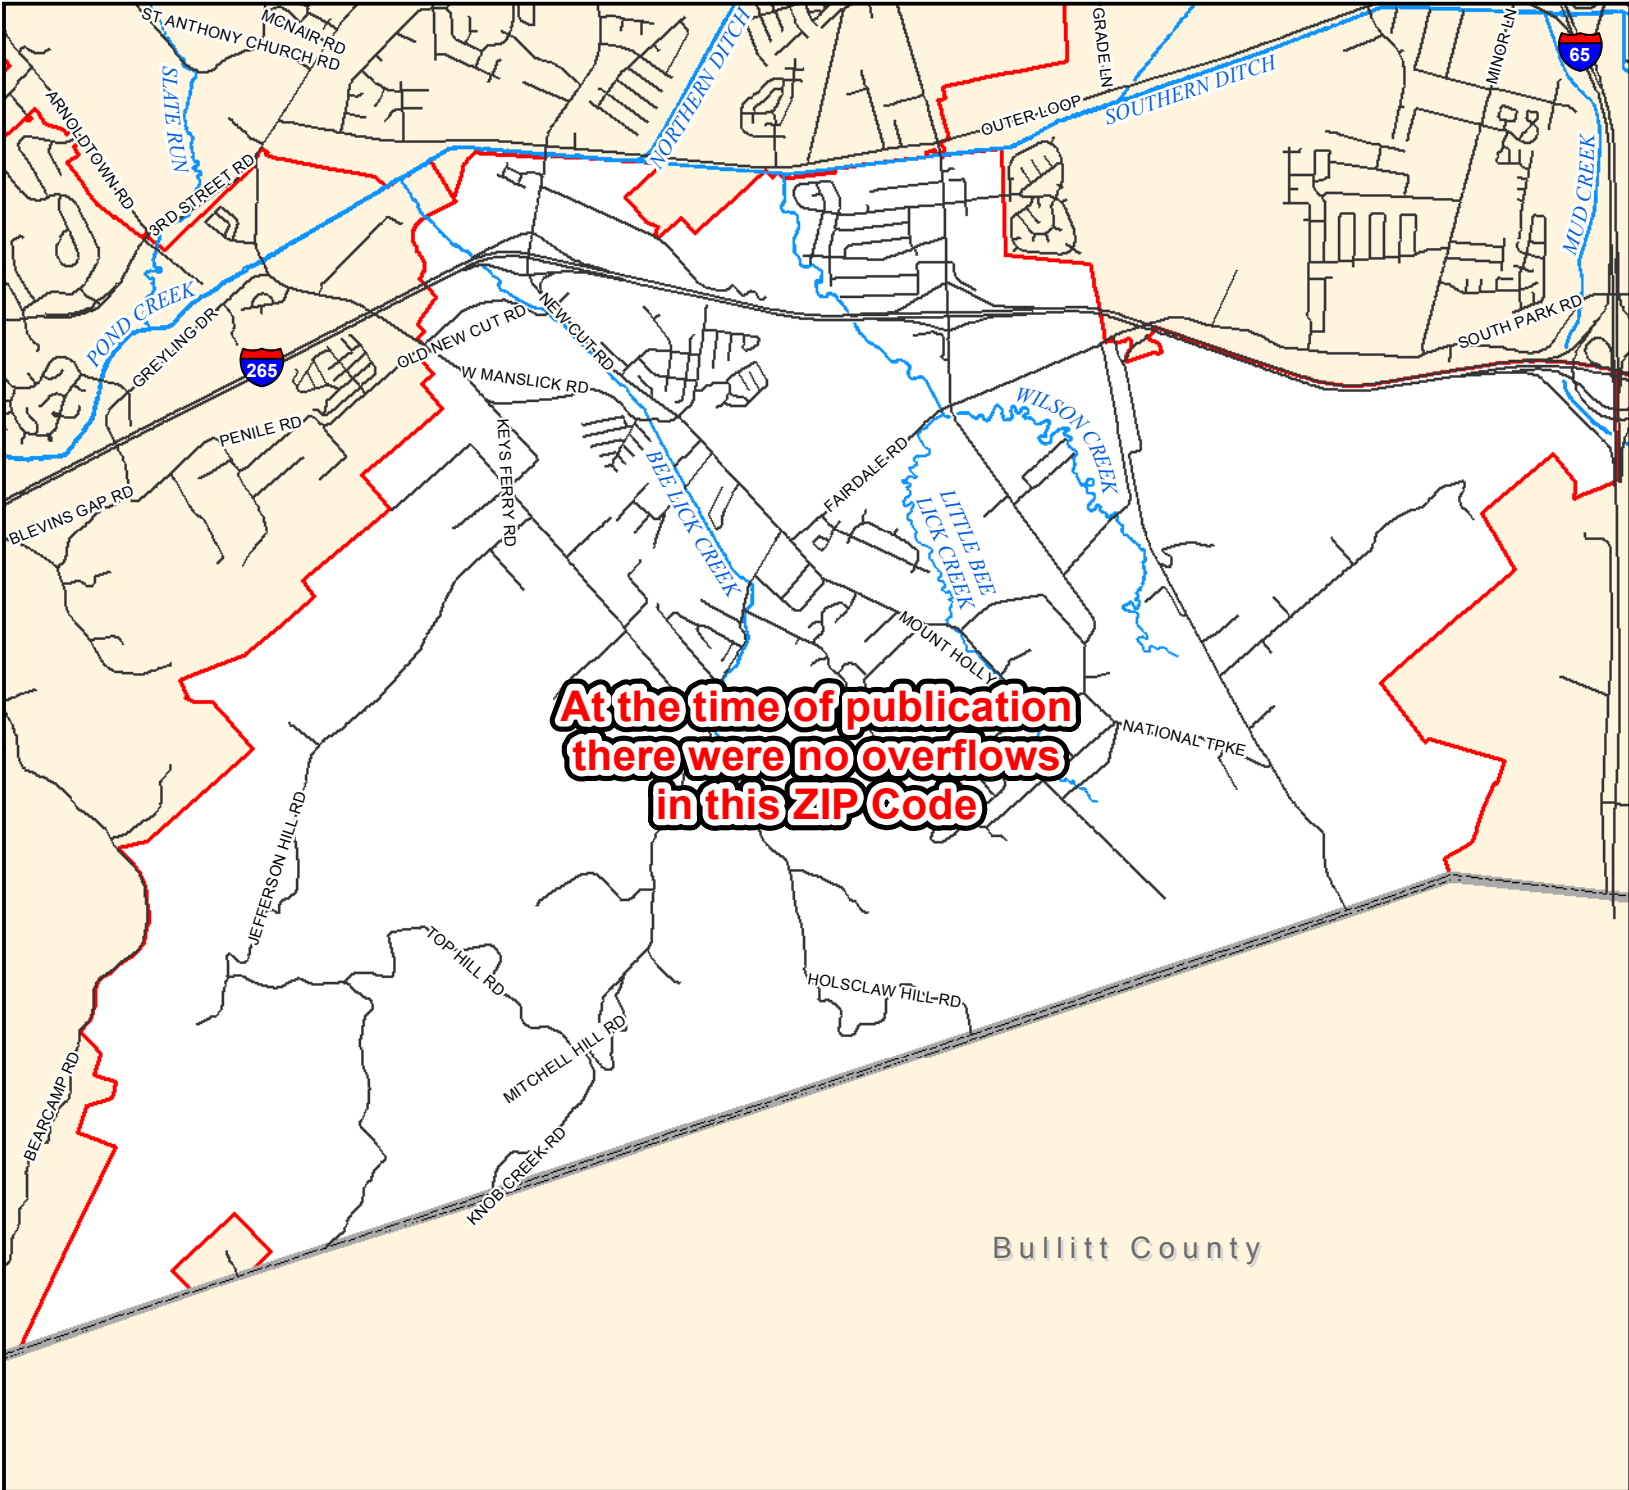 ST ANTHONY CHURCH RD
MCNAIR RD
ARNOLDTOWN RD
SLATE RUN
3RD STREET RD
NORTHERN DITCH
GRADE LN
OUTER LOOP
SOUTHERN DITCH
MINOR LN
65
MUD CREEK
POND CREEK
GREYLING DR
265
OLD NEW CUT RD
NEW CUT RD
W MANSLICK RD
SOUTH PARK RD
PENILE RD
KEYS FERRY RD
BLEVINS GAP RD
BEE LICK CREEK
FAIRDALE RD
WILSON CREEK
LITTLE BEE
LICK CREEK
MOUNT HOLLY
NATIONAL TPKE
At the time of publication
there were no overflows
in this ZIP Code
JEFFERSON HILL RD
TOP HILL RD
HOLSCLAW HILL RD
MITCHELL HILL RD
BEARCAMP RD
KNOB CREEK RD
Bullitt County